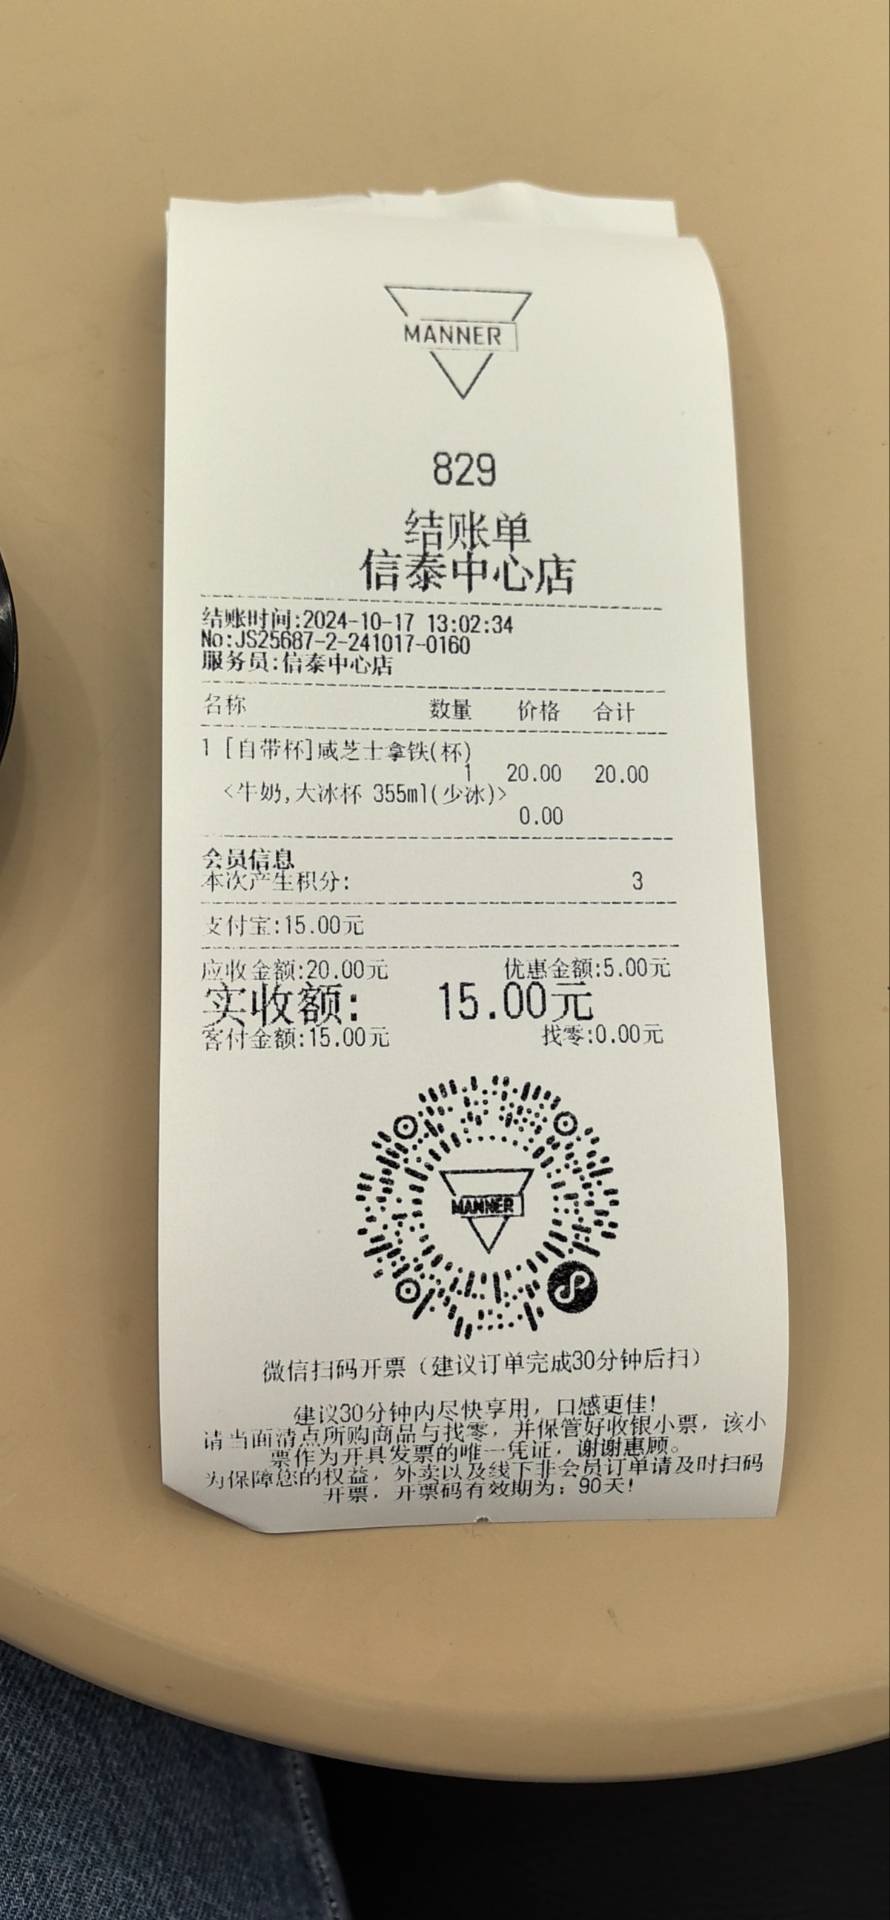 MANNER
829
结账单
信泰中心店
结账时间:2024-10-17 13:02:34
No:JS25687-2-241017-0160
服务员:信泰中心店
名称 数量 价格 合计
1 [自带杯]咸芝士拿铁(杯)
1 20.00 20.00
<牛奶,大冰杯 355ml(少冰)>
0.00
会员信息
本次产生积分: 3
支付宝:15.00元
应收金额:20.00元 优惠金额:5.00元
实收额: 15.00元
客付金额:15.00元 找零:0.00元
MANNER
微信扫码开票（建议订单完成30分钟后扫）
建议30分钟内尽快享用，口感更佳!
请当面清点所购商品与找零，并保管好收银小票，该小
票作为开具发票的唯一凭证，谢谢惠顾。
为保障您的权益，外卖以及线下非会员订单请及时扫码
开票，开票码有效期为：90天!